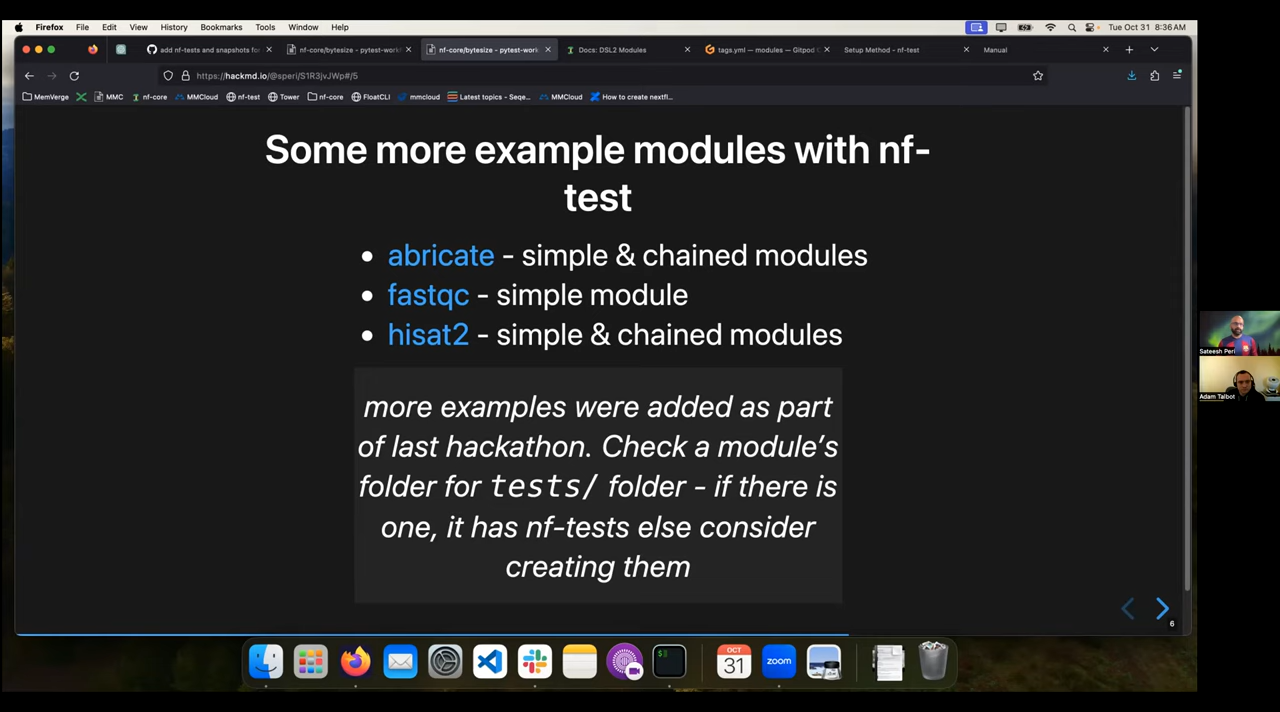 Firefox File Edit View History Bookmarks Tools Window Help
Tue Oct 31 8:36 AM
add nf-tests and snapshots for
nf-core/bytesize - pytest-workf
nf-core/bytesize - pytest-work
Docs: DSL2 Modules
tags.yml — modules — Gitpod C
Setup Method - nf-test
Manual
https://hackmd.io/@speri/S1R3jvJWp#/5
MemVerge
MMC
nf-core
MMCloud
nf-test
Tower
nf-core
FloatCLI
mmcloud
Latest topics - Seqe...
MMCloud
How to create nextfl...
Some more example modules with nf-
test
• abricate - simple & chained modules
• fastqc - simple module
• hisat2 - simple & chained modules
more examples were added as part
of last hackathon. Check a module's
folder for tests/ folder - if there is
one, it has nf-tests else consider
creating them
6
Sateesh Peri
Adam Talbot
OCT
31
zoom